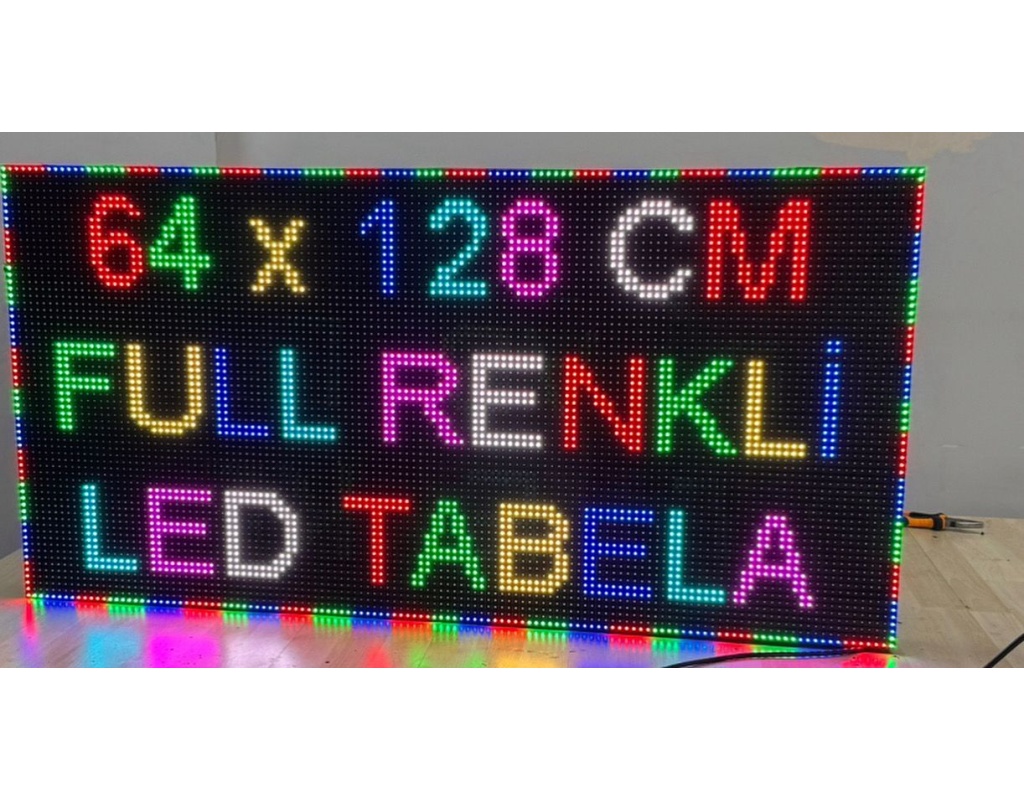 64 x 128 CM
FULL RENKLİ
LED TABELA